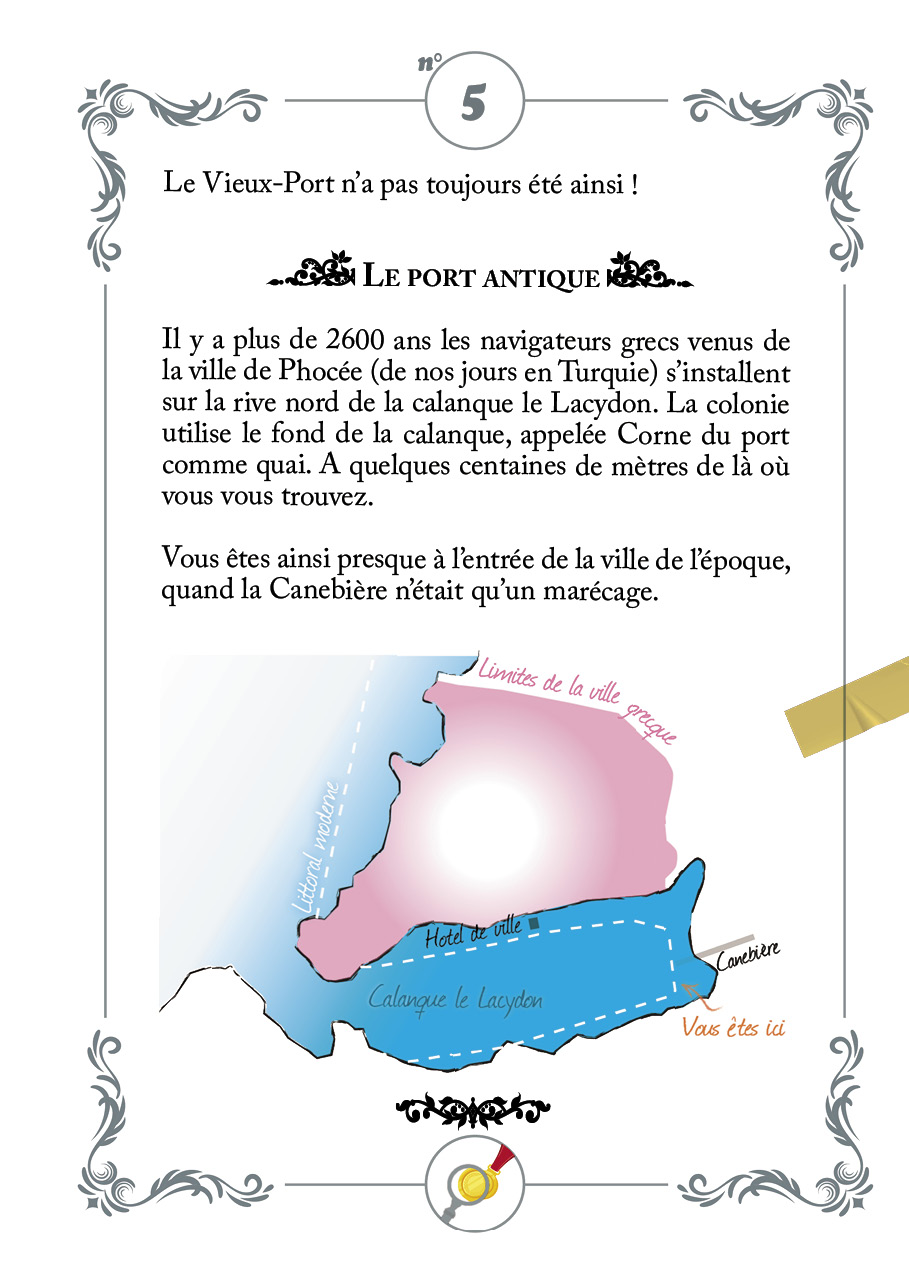 n°
5
Le Vieux-Port n’a pas toujours été ainsi !
Le port antique
Il y a plus de 2600 ans les navigateurs grecs venus de
la ville de Phocée (de nos jours en Turquie) s’installent
sur la rive nord de la calanque le Lacydon. La colonie
utilise le fond de la calanque, appelée Corne du port
comme quai. A quelques centaines de mètres de là où
vous vous trouvez.
Vous êtes ainsi presque à l’entrée de la ville de l’époque,
quand la Canebière n’était qu’un marécage.
Limites de la ville grecque
Littoral moderne
Hotel de ville
Canebière
Calanque le Lacydon
Vous êtes ici